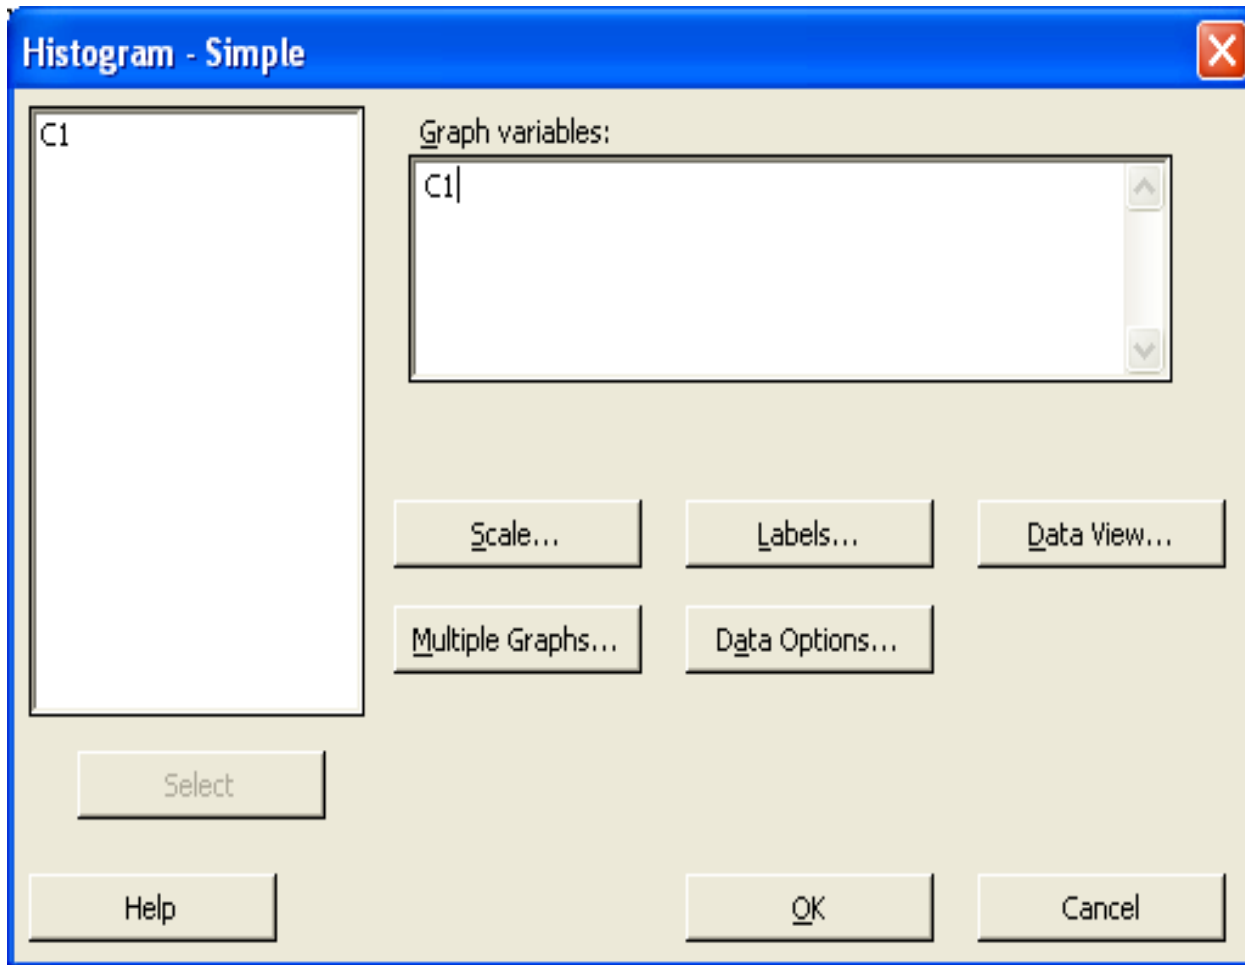 Histogram - Simple
C1
Graph variables:
C1
Scale...
Labels...
Data View...
Multiple Graphs...
Data Options...
Select
Help
OK
Cancel